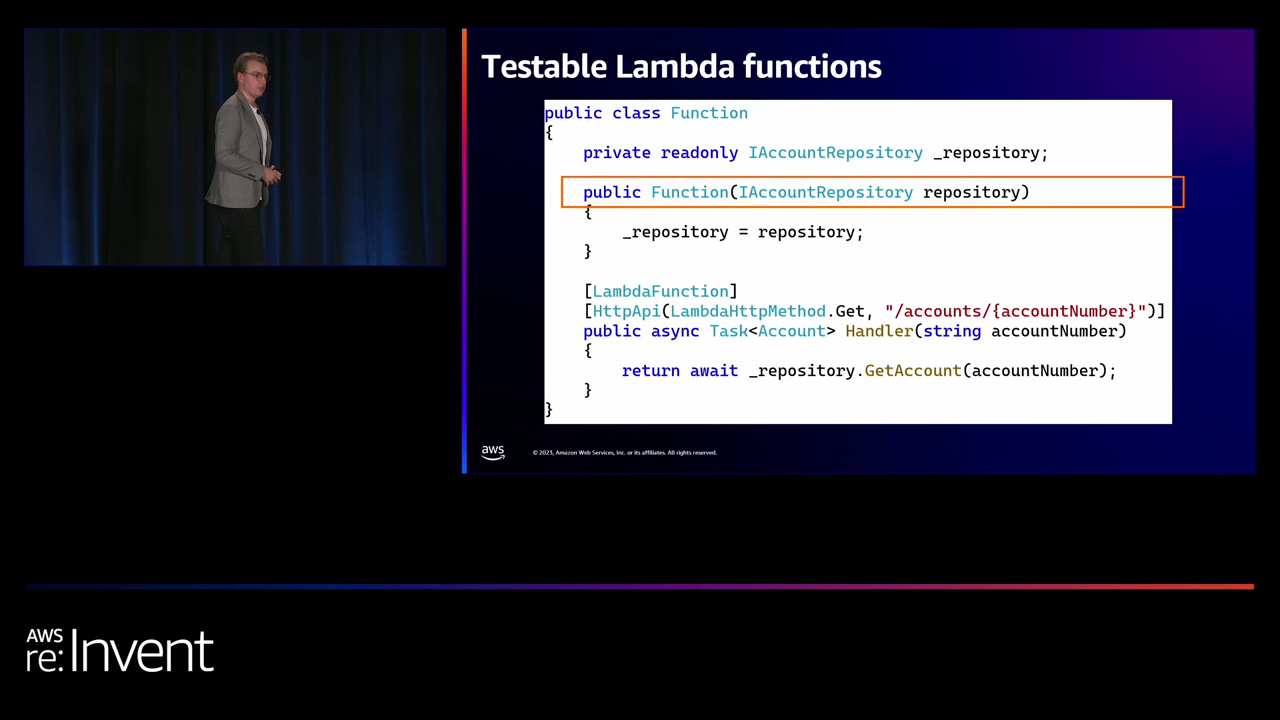 Testable Lambda functions
public class Function
{
private readonly IAccountRepository _repository;
public Function(IAccountRepository repository)
{
_repository = repository;
}
[LambdaFunction]
[HttpApi(LambdaHttpMethod.Get, "/accounts/{accountNumber}")]
public async Task<Account> Handler(string accountNumber)
{
return await _repository.GetAccount(accountNumber);
}
}
aws
© 2023, Amazon Web Services, Inc. or its affiliates. All rights reserved.
AWS
re:Invent